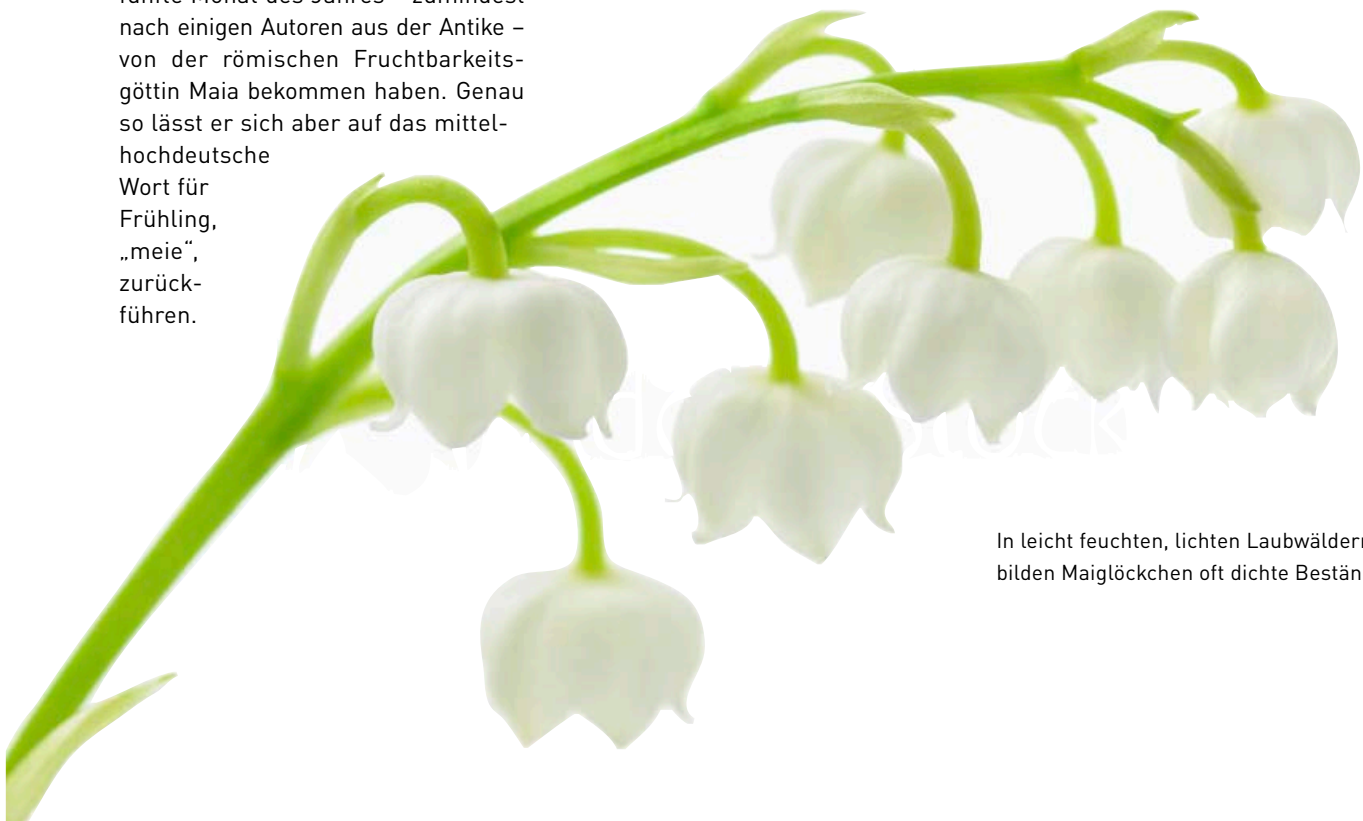 nach einigen Autoren aus der Antike –
von der römischen Fruchtbarkeits-
göttin Maia bekommen haben. Genau
so lässt er sich aber auf das mittel-
hochdeutsche
Wort für
Frühling,
„meie“,
zurück-
führen.
In leicht feuchten, lichten Laubwäldern
bilden Maiglöckchen oft dichte